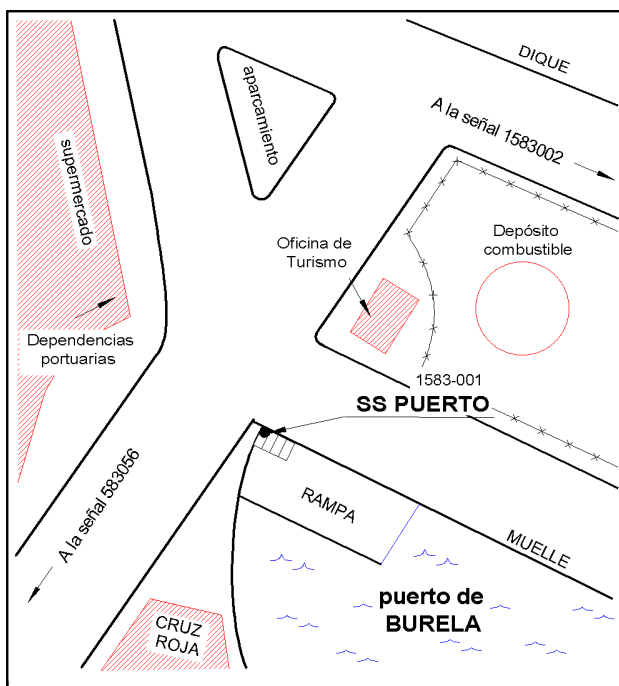 DIQUE
aparcamiento
A la señal 1583002
supermercado
Oficina de
Turismo
Depósito
combustible
Dependencias
portuarias
1583-001
SS PUERTO
A la señal 583056
RAMPA
MUELLE
puerto de
BURELA
CRUZ
ROJA